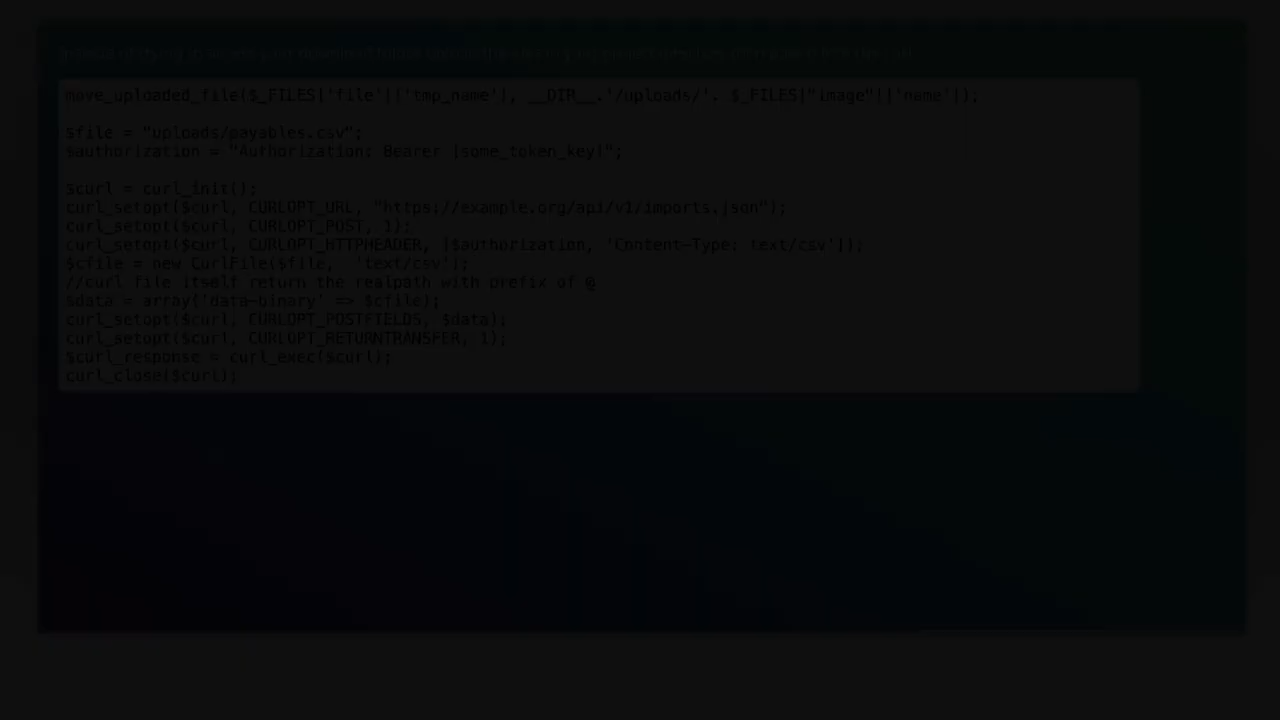 move_uploaded_file($_FILES['file']['tmp_name'], __DIR__.'/uploads/'. $_FILES["image"]['name']);
$file = "uploads/payables.csv";
$authorization = "Authorization: Bearer [some_token_key]";
$curl = curl_init();
curl_setopt($curl, CURLOPT_URL, "https://example.org/api/v1/imports.json");
curl_setopt($curl, CURLOPT_POST, 1);
curl_setopt($curl, CURLOPT_HTTPHEADER, [$authorization, 'Content-Type: text/csv']);
$cfile = new CurlFile($file,  'text/csv');
//curl file itself return the realpath with prefix of @
$data = array('data-binary' => $cfile);
curl_setopt($curl, CURLOPT_POSTFIELDS, $data);
curl_setopt($curl, CURLOPT_RETURNTRANSFER, 1);
$curl_response = curl_exec($curl);
curl_close($curl);